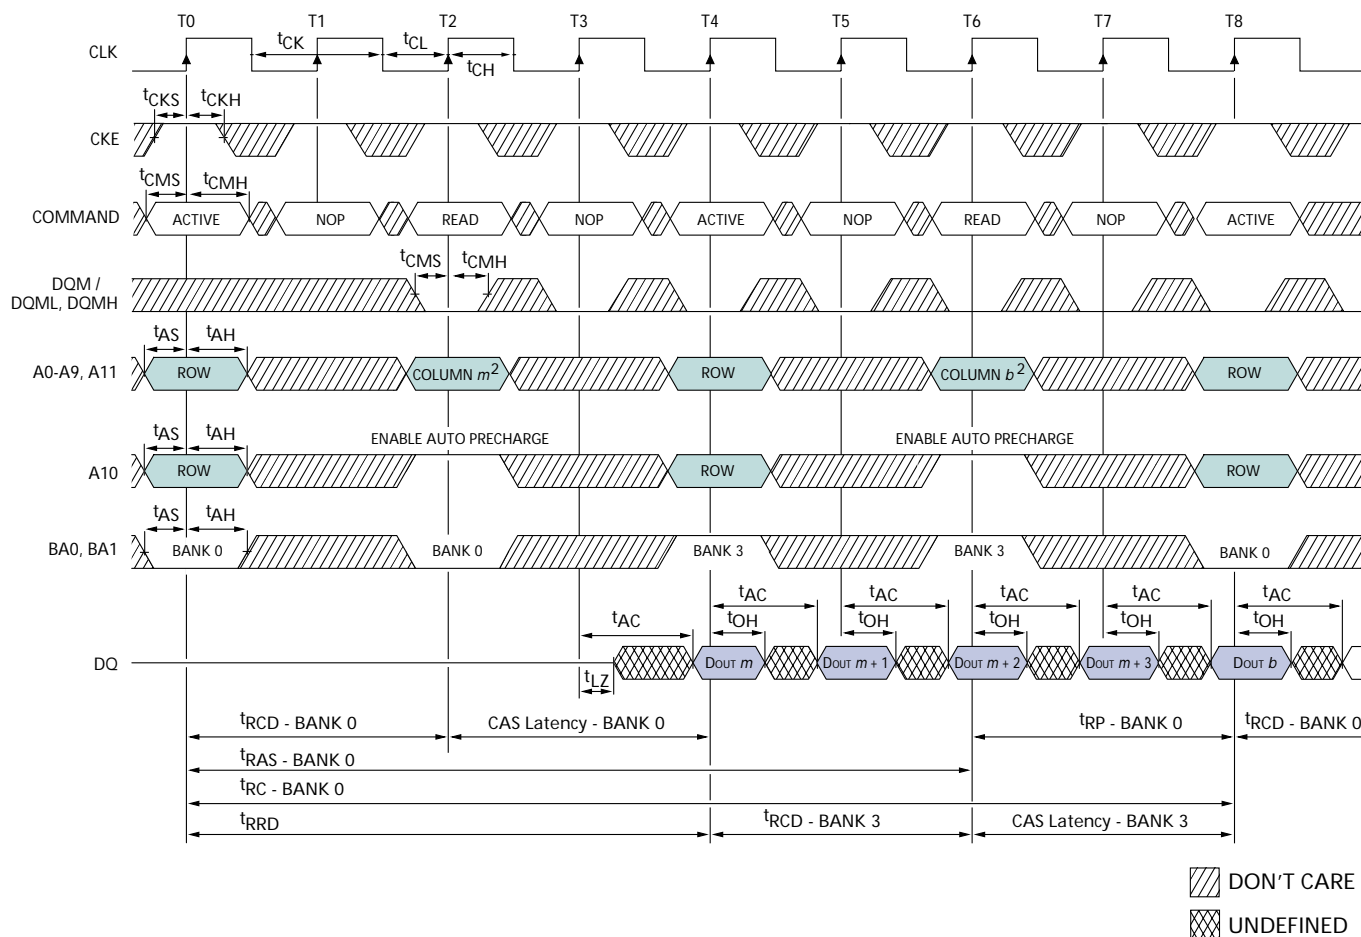 T0 T1 T2 T3 T4 T5 T6 T7 T8
CLK
tCK tCL
tCH
tCKS tCKH
CKE
tCMS tCMH
COMMAND ACTIVE NOP READ NOP ACTIVE NOP READ NOP ACTIVE
tCMS tCMH
DQM /
DQML, DQMH
tAS tAH
A0-A9, A11 ROW COLUMN m2 ROW COLUMN b2 ROW
tAS tAH ENABLE AUTO PRECHARGE ENABLE AUTO PRECHARGE
A10 ROW ROW ROW
tAS tAH
BA0, BA1 BANK 0 BANK 0 BANK 3 BANK 3 BANK 0
tAC tAC tAC tAC tAC
tAC tOH tOH tOH tOH tOH
DQ DOUT m DOUT m + 1 DOUT m + 2 DOUT m + 3 DOUT b
tLZ
tRCD - BANK 0 CAS Latency - BANK 0 tRP - BANK 0 tRCD - BANK 0
tRAS - BANK 0
tRC - BANK 0
tRRD tRCD - BANK 3 CAS Latency - BANK 3
DON'T CARE
UNDEFINED